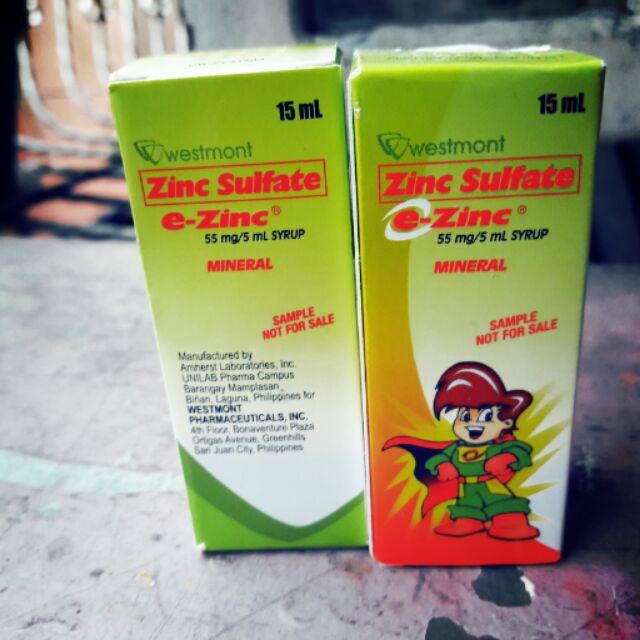 15 mL
westmont
Zinc Sulfate
e-Zinc®
55 mg/5 mL SYRUP
MINERAL
SAMPLE
NOT FOR SALE
Manufactured by
Amherst Laboratories, Inc.
UNILAB Pharma Campus
Barangay Mamplasan
Biñan, Laguna, Philippines for
WESTMONT
PHARMACEUTICALS, INC.
4th Floor, Bonaventure Plaza
Ortigas Avenue, Greenhills
San Juan City, Philippines
15 mL
westmont
Zinc Sulfate
e-Zinc®
55 mg/5 mL SYRUP
MINERAL
SAMPLE
NOT FOR SALE